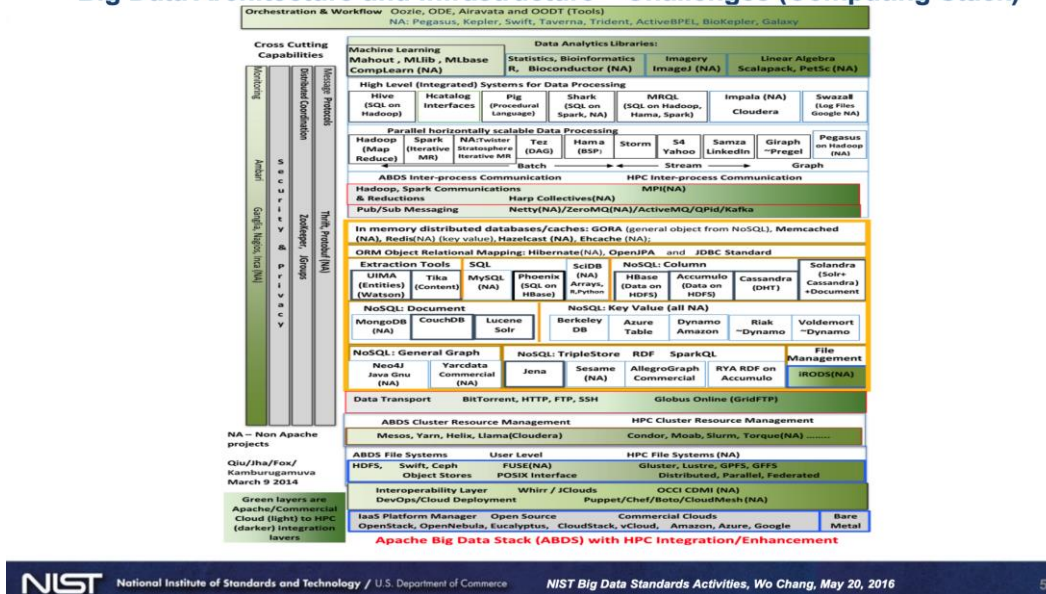 Big Data Architecture and Infrastructure – Challenges (Computing Stack)
Orchestration & Workflow Oozie, ODE, Airavata and OODT (Tools)
NA: Pegasus, Kepler, Swift, Taverna, Trident, ActiveBPEL, BioKepler, Galaxy
Cross Cutting
Capabilities
Monitoring
Ambari
Ganglia, Nagios, Inca (NA)
Security & Privacy
Distributed Coordination
ZooKeeper, JGroups
Message Protocols
Thrift, Protobuf (NA)
Data Analytics Libraries:
Machine Learning
Mahout , MLlib , MLbase
CompLearn (NA)
Statistics, Bioinformatics
R, Bioconductor (NA)
Imagery
ImageJ (NA)
Linear Algebra
Scalapack, PetSc (NA)
High Level (Integrated) Systems for Data Processing
Hive
(SQL on
Hadoop)
Hcatalog
Interfaces
Pig
(Procedural
Language)
Shark
(SQL on
Spark, NA)
MRQL
(SQL on Hadoop,
Hama, Spark)
Impala (NA)
Cloudera
Swazall
(Log Files
Google NA)
Parallel horizontally scalable Data Processing
Hadoop
(Map
Reduce)
Spark
(Iterative
MR)
NA:Twister
Stratosphere
Iterative MR
Tez
(DAG)
Hama
(BSP)
Storm
S4
Yahoo
Samza
LinkedIn
Giraph
~Pregel
Pegasus
on Hadoop
(NA)
Batch
Stream
Graph
ABDS Inter-process Communication
HPC Inter-process Communication
Hadoop, Spark Communications
& Reductions
Harp Collectives(NA)
MPI(NA)
Pub/Sub Messaging
Netty(NA)/ZeroMQ(NA)/ActiveMQ/QPid/Kafka
In memory distributed databases/caches: GORA (general object from NoSQL), Memcached
(NA), Redis(NA) (key value), Hazelcast (NA), Ehcache (NA);
ORM Object Relational Mapping: Hibernate(NA), OpenJPA and JDBC Standard
Extraction Tools
UIMA
(Entities)
(Watson)
Tika
(Content)
SQL
MySQL
(NA)
Phoenix
(SQL on
HBase)
SciDB
(NA)
Arrays,
R,Python
NoSQL: Column
HBase
(Data on
HDFS)
Accumulo
(Data on
HDFS)
Cassandra
(DHT)
Solandra
(Solr+
Cassandra)
+Document
NoSQL: Document
MongoDB
(NA)
CouchDB
Lucene
Solr
NoSQL: Key Value (all NA)
Berkeley
DB
Azure
Table
Dynamo
Amazon
Riak
~Dynamo
Voldemort
~Dynamo
NoSQL: General Graph
Neo4J
Java Gnu
(NA)
Yarcdata
Commercial
(NA)
NoSQL: TripleStore RDF SparkQL
Jena
Sesame
(NA)
AllegroGraph
Commercial
RYA RDF on
Accumulo
File
Management
iRODS(NA)
Data Transport
BitTorrent, HTTP, FTP, SSH
Globus Online (GridFTP)
ABDS Cluster Resource Management
HPC Cluster Resource Management
Mesos, Yarn, Helix, Llama(Cloudera)
Condor, Moab, Slurm, Torque(NA) ........
ABDS File Systems
User Level
HPC File Systems (NA)
HDFS, Swift, Ceph
FUSE(NA)
Gluster, Lustre, GPFS, GFFS
Object Stores
POSIX Interface
Distributed, Parallel, Federated
Interoperability Layer
Whirr / JClouds
OCCI CDMI (NA)
DevOps/Cloud Deployment
Puppet/Chef/Boto/CloudMesh(NA)
IaaS Platform Manager
Open Source
Commercial Clouds
OpenStack, OpenNebula, Eucalyptus, CloudStack, vCloud, Amazon, Azure, Google
Bare
Metal
NA – Non Apache
projects
Qiu/Jha/Fox/
Kamburugamuva
March 9 2014
Green layers are
Apache/Commercial
Cloud (light) to HPC
(darker) integration
layers
Apache Big Data Stack (ABDS) with HPC Integration/Enhancement
NIST National Institute of Standards and Technology / U.S. Department of Commerce
NIST Big Data Standards Activities, Wo Chang, May 20, 2016